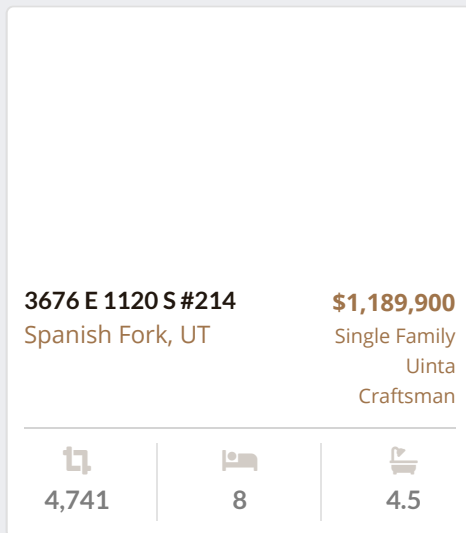 3676 E 1120 S #214
Spanish Fork, UT
$1,189,900
Single Family
Uinta
Craftsman
4,741
8
4.5